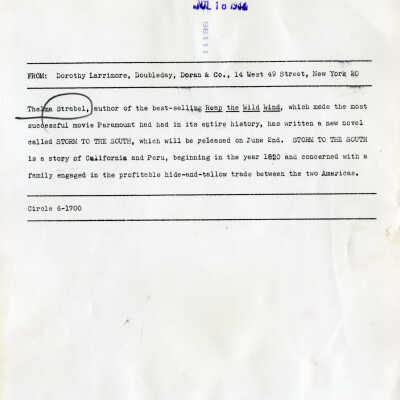 JUL 18 1944
FROM: Dorothy Larrimore, Doubleday, Doran & Co., 14 West 49 Street, New York 20
Thelma Strabel, author of the best-selling Reap the Wild Wind, which made the most
successful movie Paramount had had in its entire history, has written a new novel
called STORM TO THE SOUTH, which will be released on June 2nd. STORM TO THE SOUTH
is a story of California and Peru, beginning in the year 1820 and concerned with a
family engaged in the profitable hide-and-tallow trade between the two Americas.
Circle 6-1700